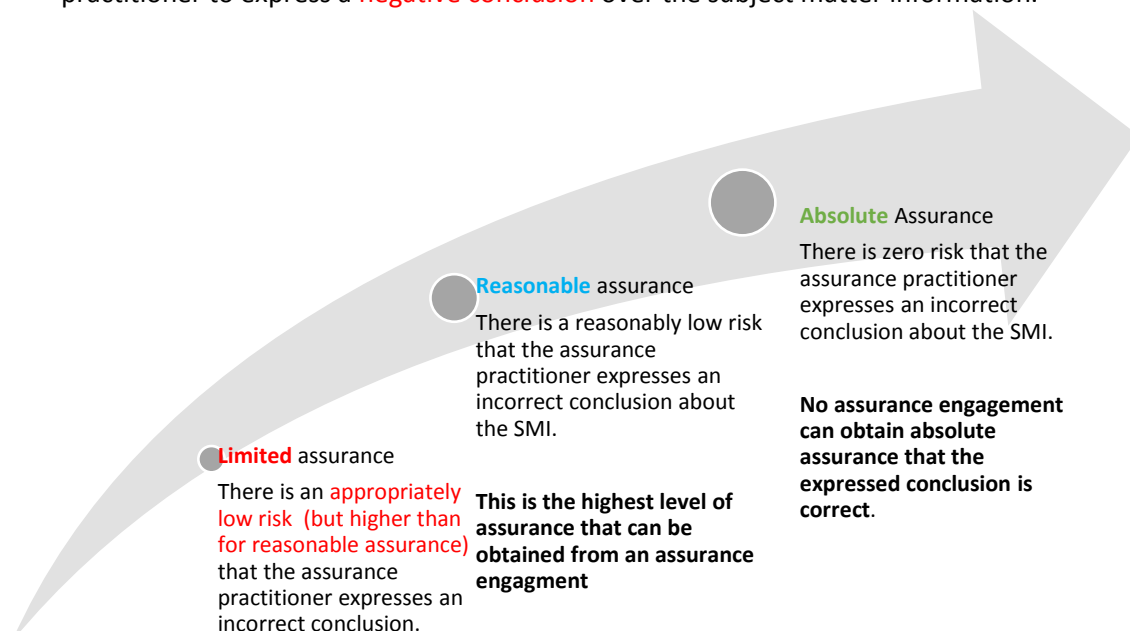 practitioner to express a negative conclusion over the subject matter information.
Absolute Assurance
There is zero risk that the
assurance practitioner
expresses an incorrect
conclusion about the SMI.
No assurance engagement
can obtain absolute
assurance that the
expressed conclusion is
correct.
Reasonable assurance
There is a reasonably low risk
that the assurance
practitioner expresses an
incorrect conclusion about
the SMI.
This is the highest level of
assurance that can be
obtained from an assurance
engagment
Limited assurance
There is an appropriately
low risk (but higher than
for reasonable assurance)
that the assurance
practitioner expresses an
incorrect conclusion.